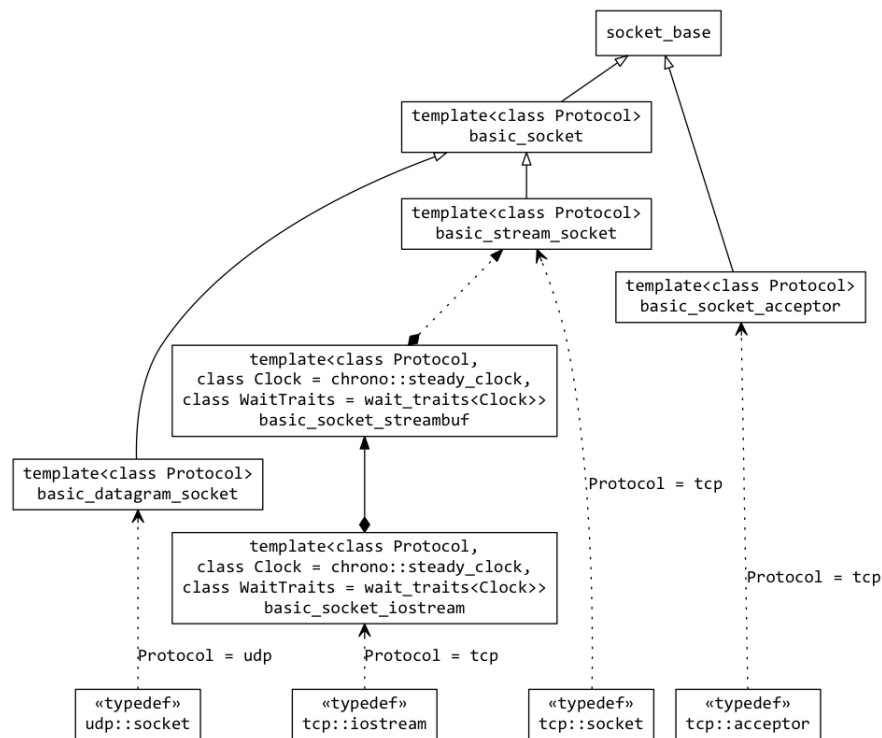 socket_base
template<class Protocol>
basic_socket
template<class Protocol>
basic_stream_socket
template<class Protocol>
basic_socket_acceptor
template<class Protocol,
class Clock = chrono::steady_clock,
class WaitTraits = wait_traits<Clock>>
basic_socket_streambuf
template<class Protocol>
basic_datagram_socket
Protocol = tcp
template<class Protocol,
class Clock = chrono::steady_clock,
class WaitTraits = wait_traits<Clock>>
basic_socket_iostream
Protocol = tcp
Protocol = udp
Protocol = tcp
«typedef»
udp::socket
«typedef»
tcp::iostream
«typedef»
tcp::socket
«typedef»
tcp::acceptor